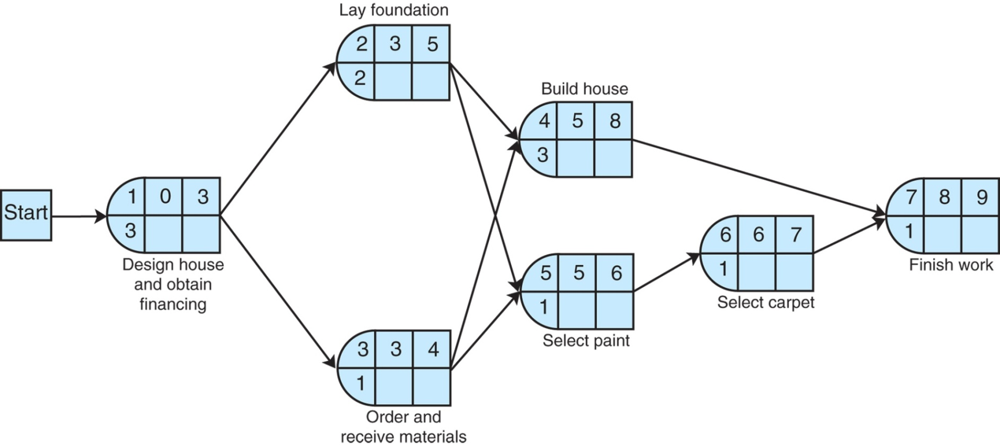 Lay foundation
2 3 5
2
Build house
4 5 8
3
Start
1 0 3
3
Design house
and obtain
financing
7 8 9
1
Finish work
6 6 7
1
Select carpet
5 5 6
1
Select paint
3 3 4
1
Order and
receive materials